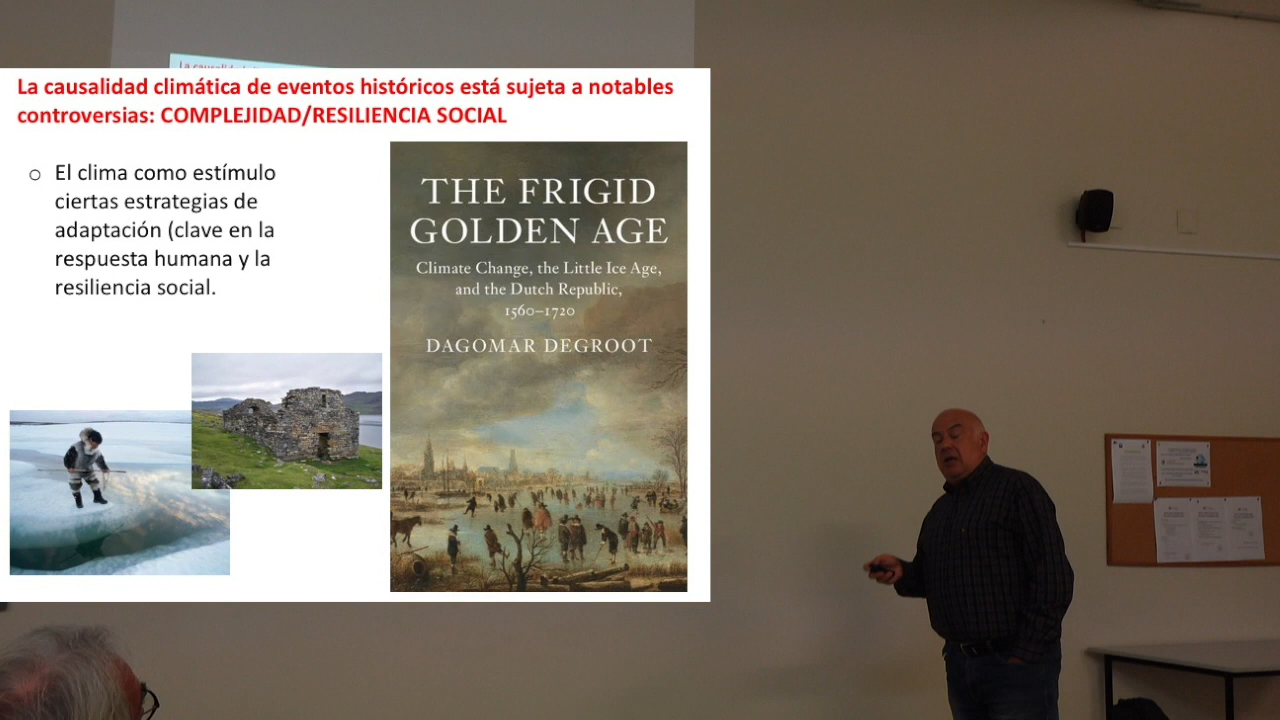 La causalidad climática de eventos históricos está sujeta a notables
controversias: COMPLEJIDAD/RESILIENCIA SOCIAL
o El clima como estímulo
ciertas estrategias de
adaptación (clave en la
respuesta humana y la
resiliencia social.
THE FRIGID
GOLDEN AGE
Climate Change, the Little Ice Age,
and the Dutch Republic,
1560–1720
DAGOMAR DEGROOT